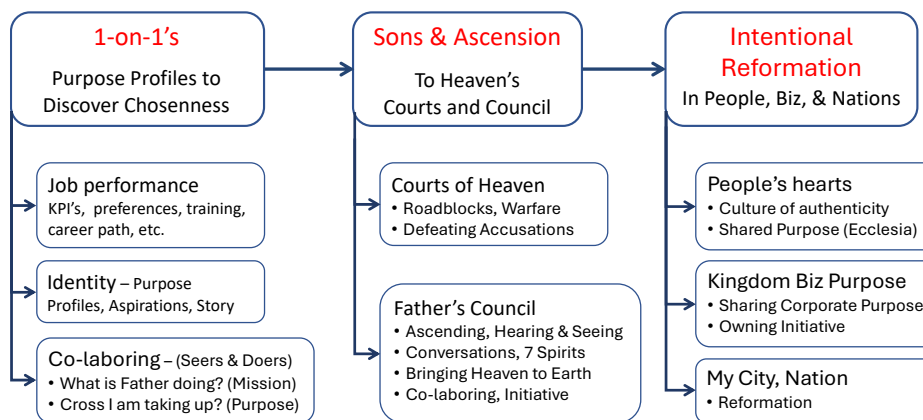 1-on-1's
Purpose Profiles to
Discover Chosenness
Job performance
KPI's, preferences, training,
career path, etc.
Identity – Purpose
Profiles, Aspirations, Story
Co-laboring – (Seers & Doers)
• What is Father doing? (Mission)
• Cross I am taking up? (Purpose)
Sons & Ascension
To Heaven's
Courts and Council
Courts of Heaven
• Roadblocks, Warfare
• Defeating Accusations
Father's Council
• Ascending, Hearing & Seeing
• Conversations, 7 Spirits
• Bringing Heaven to Earth
• Co-laboring, Initiative
Intentional
Reformation
In People, Biz, & Nations
People's hearts
• Culture of authenticity
• Shared Purpose (Ecclesia)
Kingdom Biz Purpose
• Sharing Corporate Purpose
• Owning Initiative
My City, Nation
• Reformation